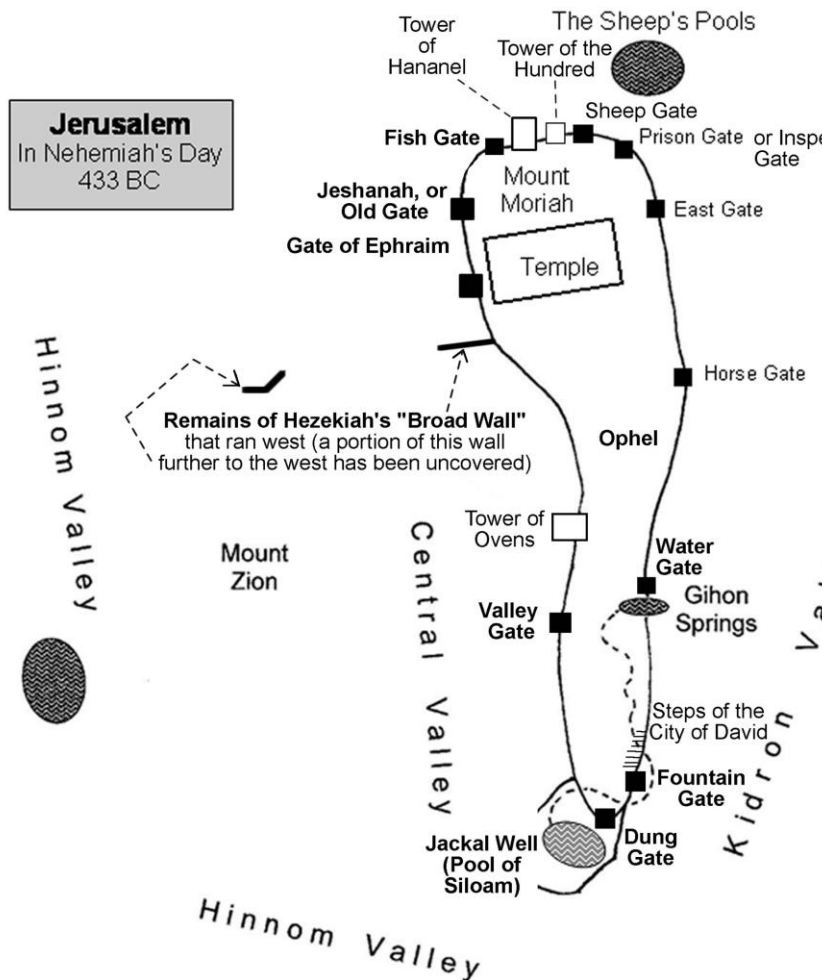 The Sheep's Pools
Tower
of
Hananel
Tower of the
Hundred
Jerusalem
In Nehemiah's Day
433 BC
Sheep Gate
Fish Gate
Prison Gate or Inspe
Gate
Mount
Moriah
Jeshanah, or
Old Gate
East Gate
Gate of Ephraim
Temple
Hinnom Valley
Horse Gate
Remains of Hezekiah's "Broad Wall"
that ran west (a portion of this wall
further to the west has been uncovered)
Ophel
Tower of
Ovens
Central Valley
Mount
Zion
Water
Gate
Gihon
Springs
Valley
Gate
Kidron
Steps of the
City of David
Fountain
Gate
Jackal Well
(Pool of
Siloam)
Dung
Gate
Hinnom Valley